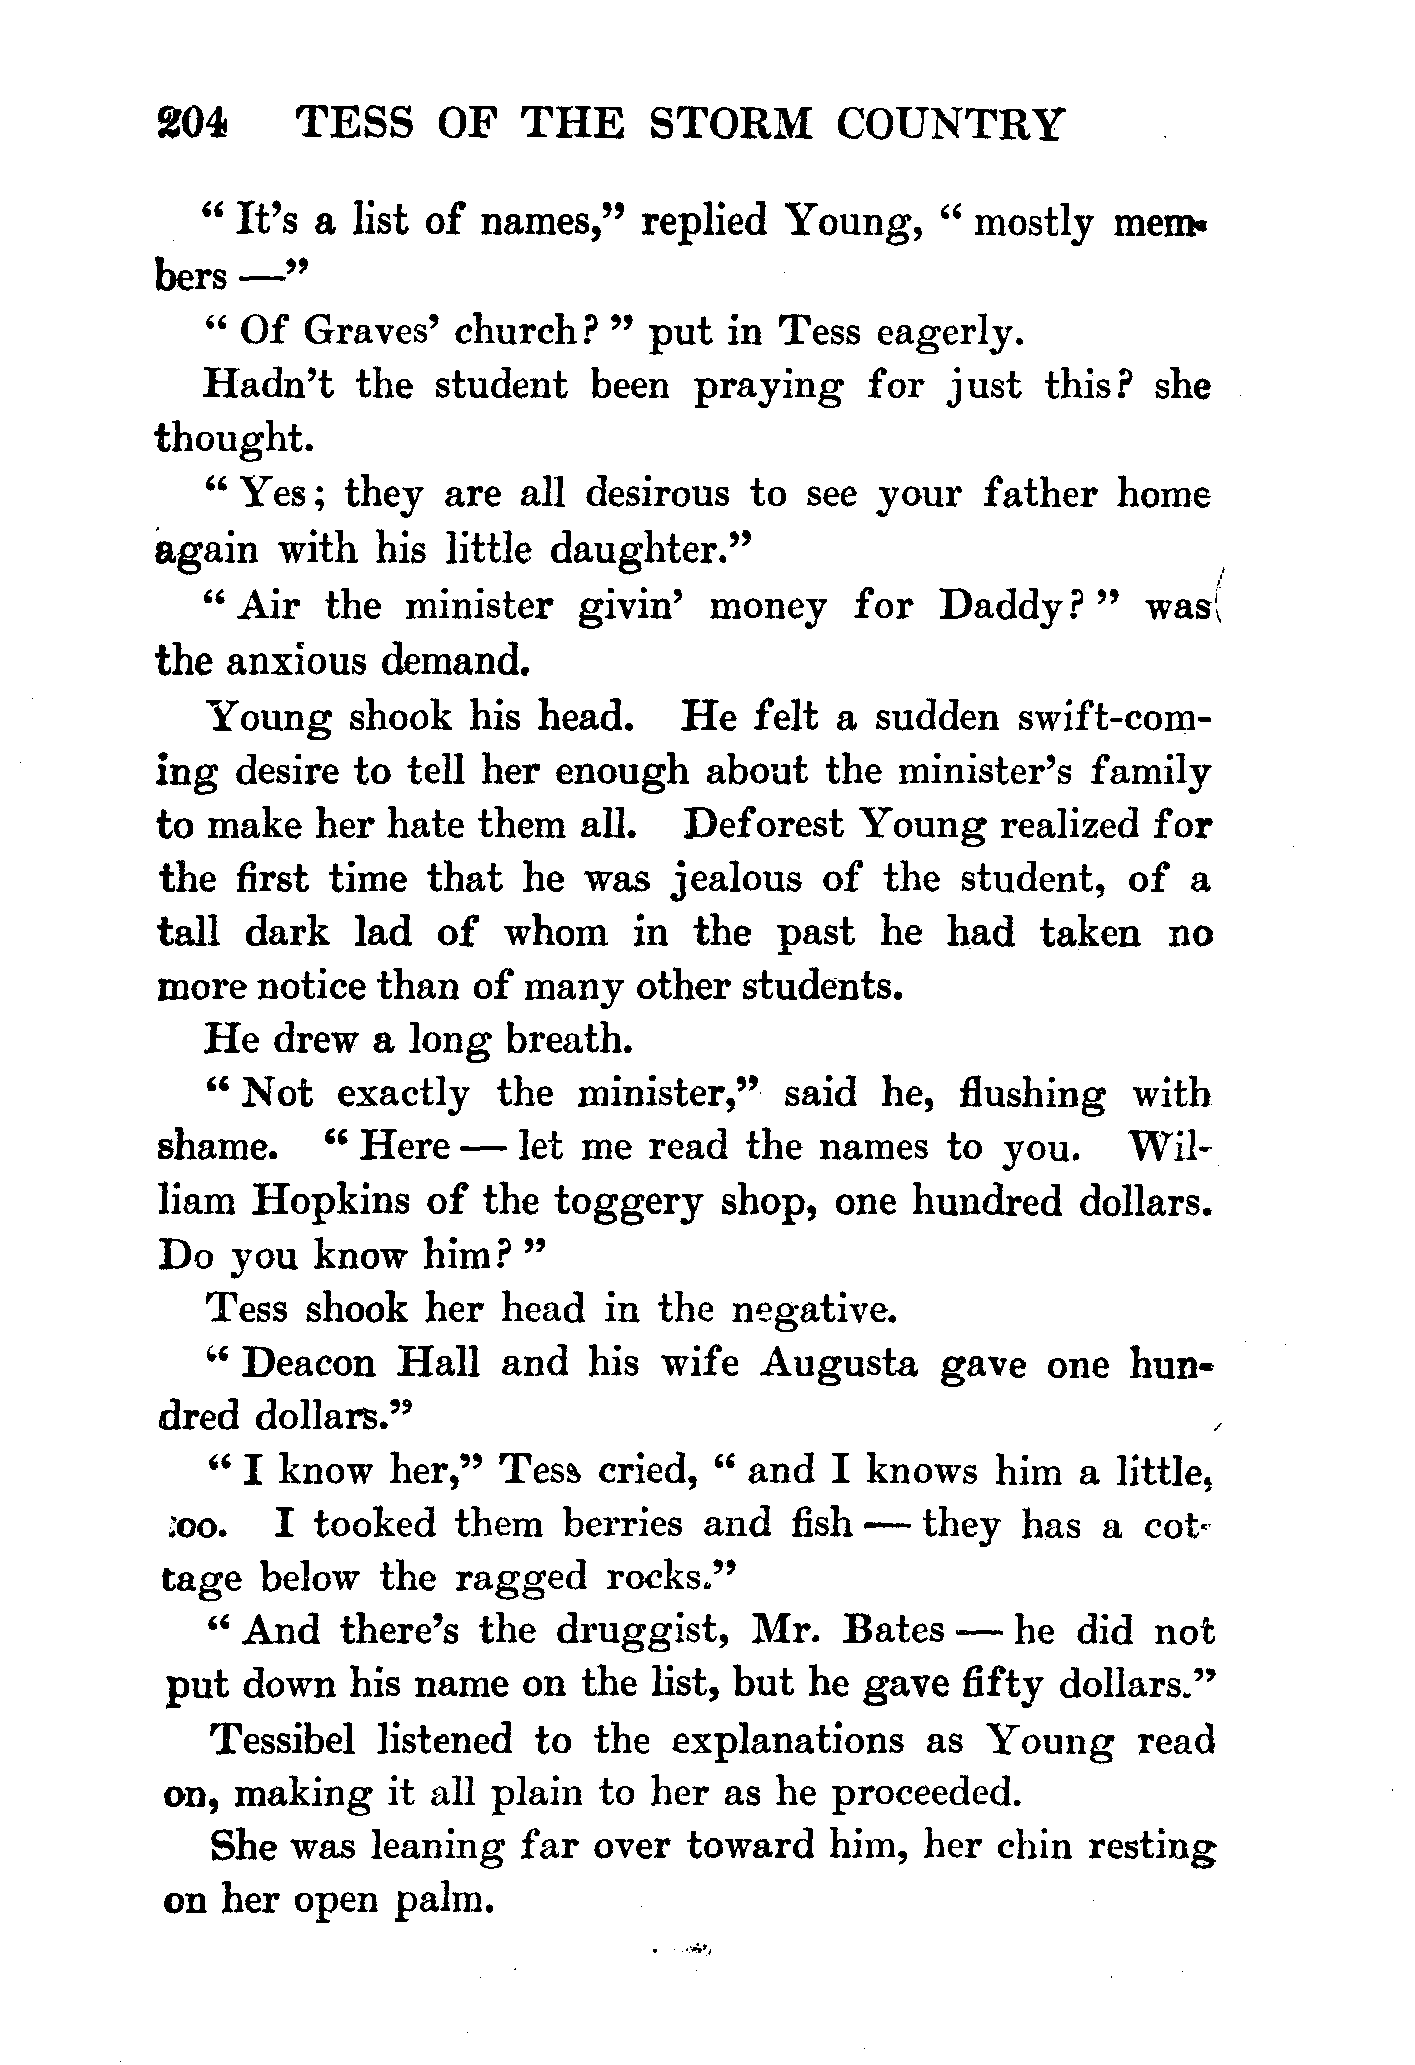 204 TESS OF THE STORM COUNTRY
“ It’s a list of names,” replied Young, “ mostly mem-
bers —”
“ Of Graves’ church? ” put in Tess eagerly.
Hadn’t the student been praying for just this? she
thought.
“ Yes; they are all desirous to see your father home
again with his little daughter.”
“ Air the minister givin’ money for Daddy? ” was
the anxious demand.
Young shook his head. He felt a sudden swift-com-
ing desire to tell her enough about the minister’s family
to make her hate them all. Deforest Young realized for
the first time that he was jealous of the student, of a
tall dark lad of whom in the past he had taken no
more notice than of many other students.
He drew a long breath.
“ Not exactly the minister,” said he, flushing with
shame. “ Here — let me read the names to you. Wil-
liam Hopkins of the toggery shop, one hundred dollars.
Do you know him? ”
Tess shook her head in the negative.
“ Deacon Hall and his wife Augusta gave one hun-
dred dollars.”
“ I know her,” Tess cried, “ and I knows him a little,
too. I tooked them berries and fish — they has a cot-
tage below the ragged rocks.”
“ And there’s the druggist, Mr. Bates — he did not
put down his name on the list, but he gave fifty dollars.”
Tessibel listened to the explanations as Young read
on, making it all plain to her as he proceeded.
She was leaning far over toward him, her chin resting
on her open palm.